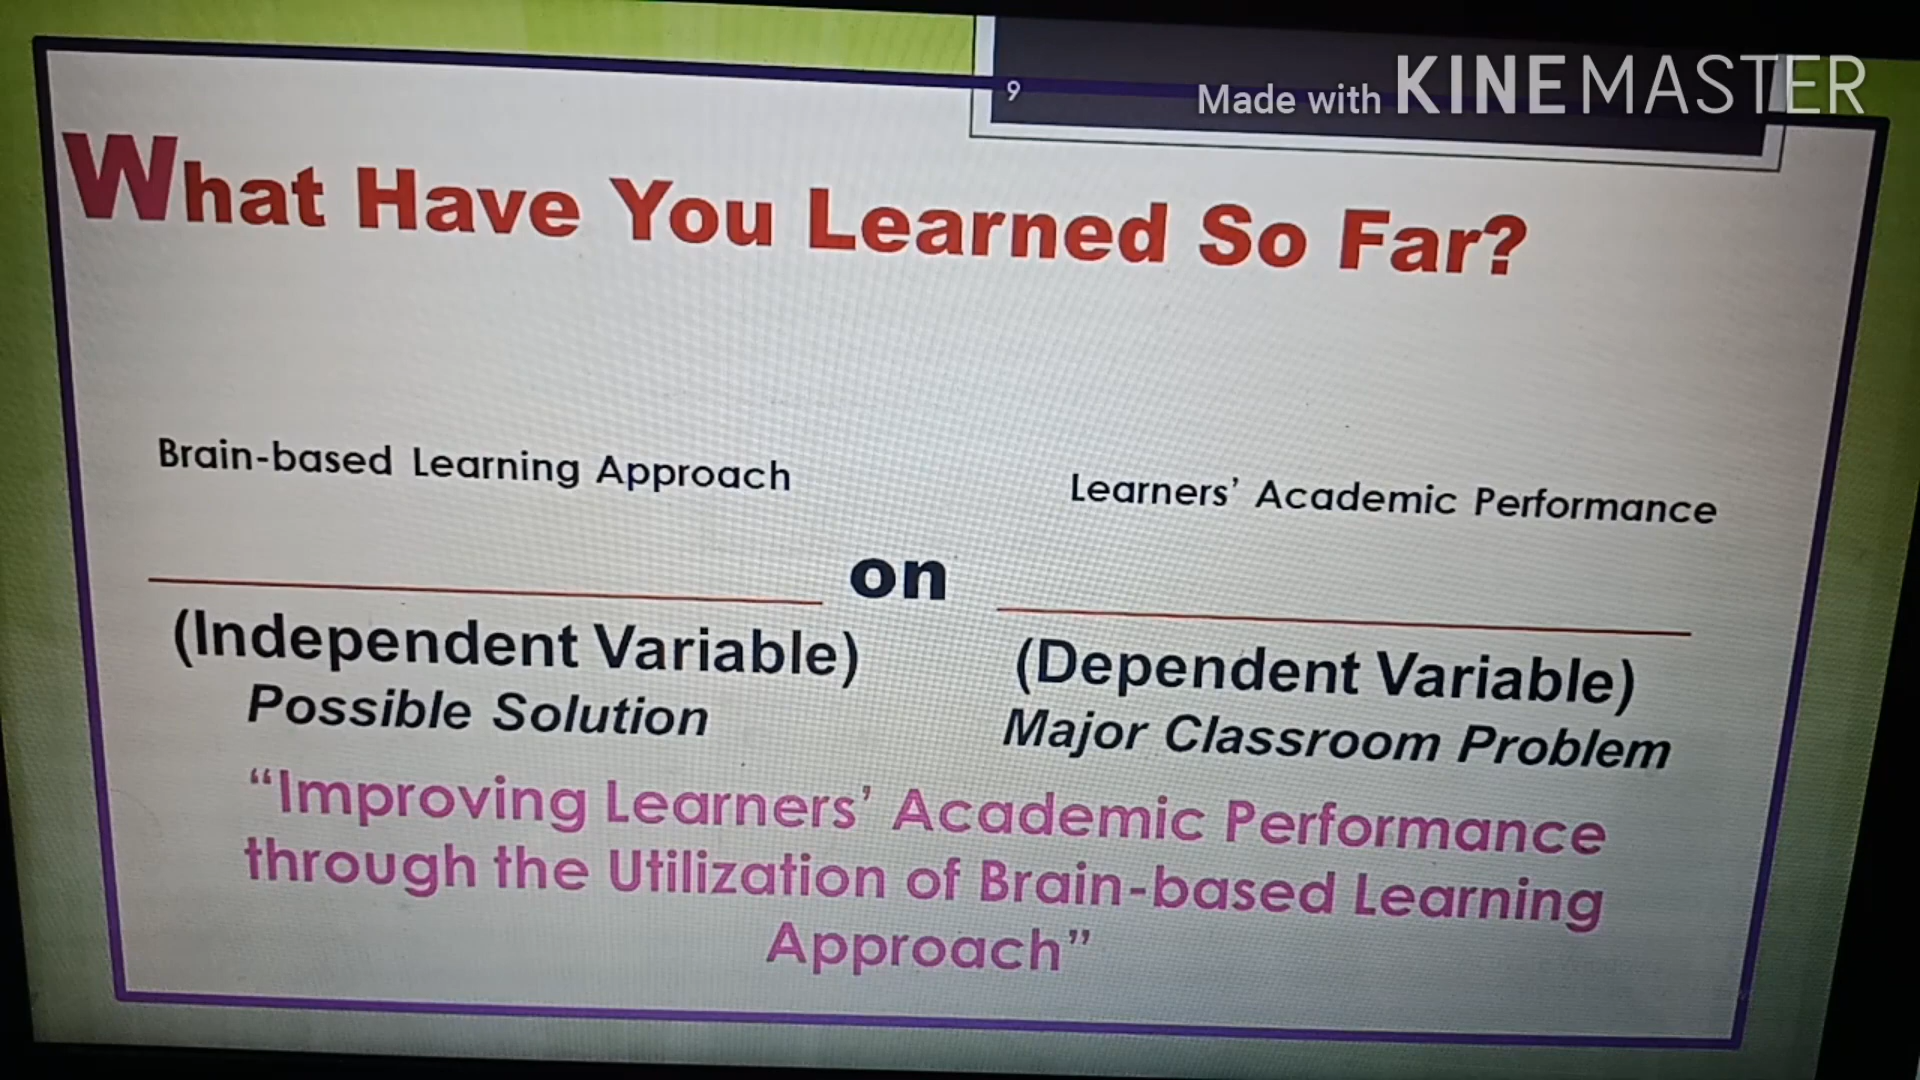 9
Made with KINEMASTER
What Have You Learned So Far?
Brain-based Learning Approach
Learners' Academic Performance
on
(Independent Variable)
(Dependent Variable)
Possible Solution
Major Classroom Problem
“Improving Learners' Academic Performance
through the Utilization of Brain-based Learning
Approach”